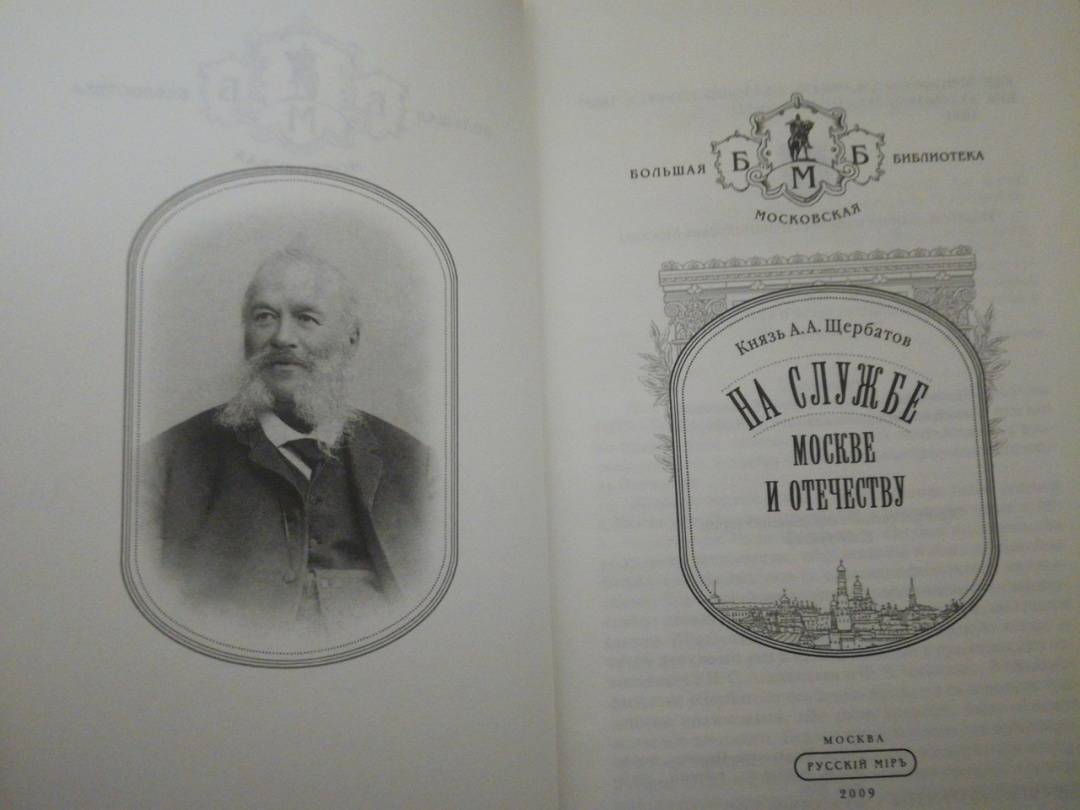 БОЛЬШАЯ Б М Б БИБЛИОТЕКА
МОСКОВСКАЯ
Князь А.А. Щербатов
НА СЛУЖБЕ
МОСКВЕ
И ОТЕЧЕСТВУ
МОСКВА
РУССКІЙ МІРЪ
2009